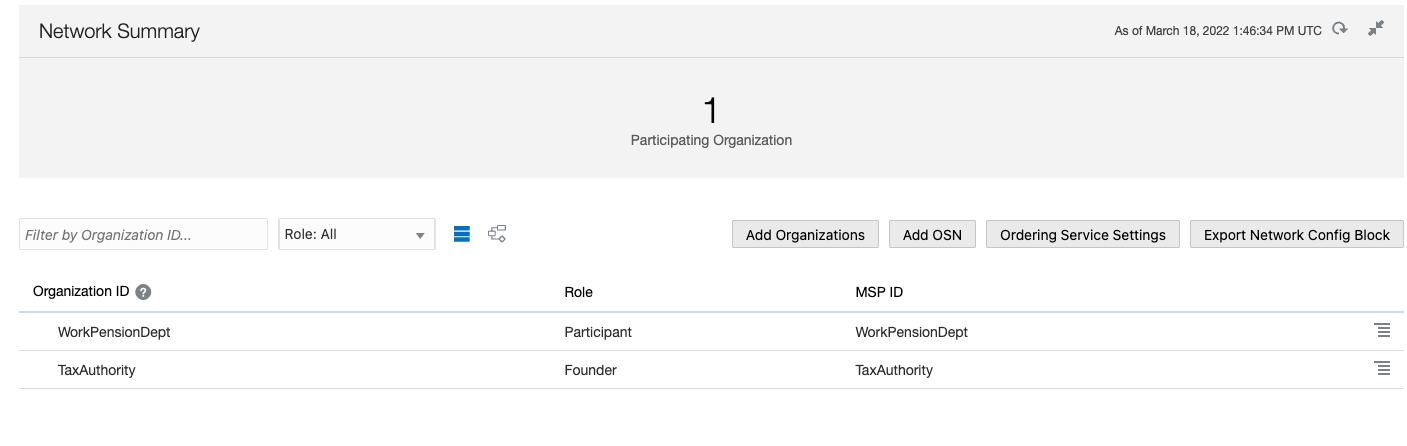 Network Summary
As of March 18, 2022 1:46:34 PM UTC
1
Participating Organization
Filter by Organization ID... Role: All Add Organizations Add OSN Ordering Service Settings Export Network Config Block
Organization ID ? Role MSP ID
WorkPensionDept Participant WorkPensionDept
TaxAuthority Founder TaxAuthority